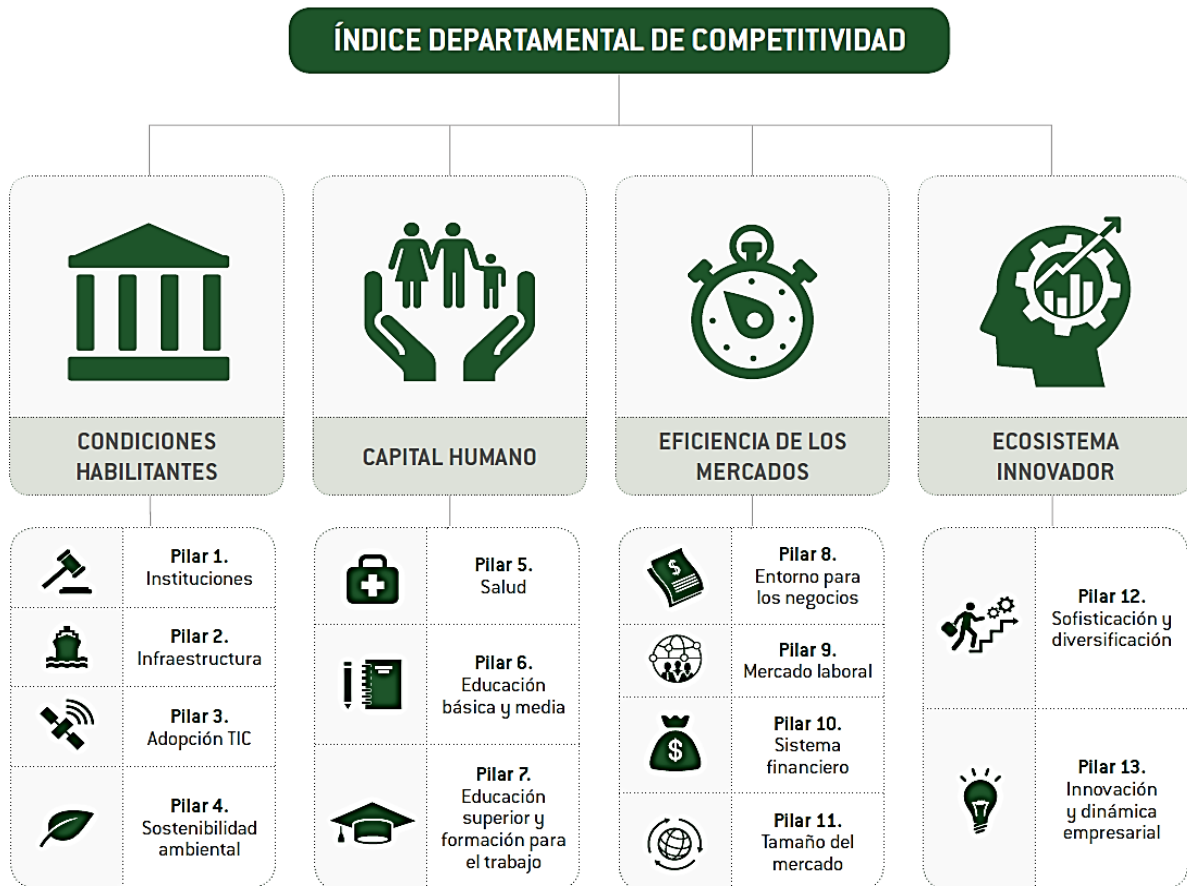 ÍNDICE DEPARTAMENTAL DE COMPETITIVIDAD
CONDICIONES
HABILITANTES
Pilar 1.
Instituciones
Pilar 2.
Infraestructura
Pilar 3.
Adopción TIC
Pilar 4.
Sostenibilidad
ambiental
CAPITAL HUMANO
Pilar 5.
Salud
Pilar 6.
Educación
básica y media
Pilar 7.
Educación
superior y
formación para
el trabajo
EFICIENCIA DE LOS
MERCADOS
$
Pilar 8.
Entorno para
los negocios
Pilar 9.
Mercado laboral
$
Pilar 10.
Sistema
financiero
Pilar 11.
Tamaño del
mercado
ECOSISTEMA
INNOVADOR
Pilar 12.
Sofisticación y
diversificación
Pilar 13.
Innovación
y dinámica
empresarial